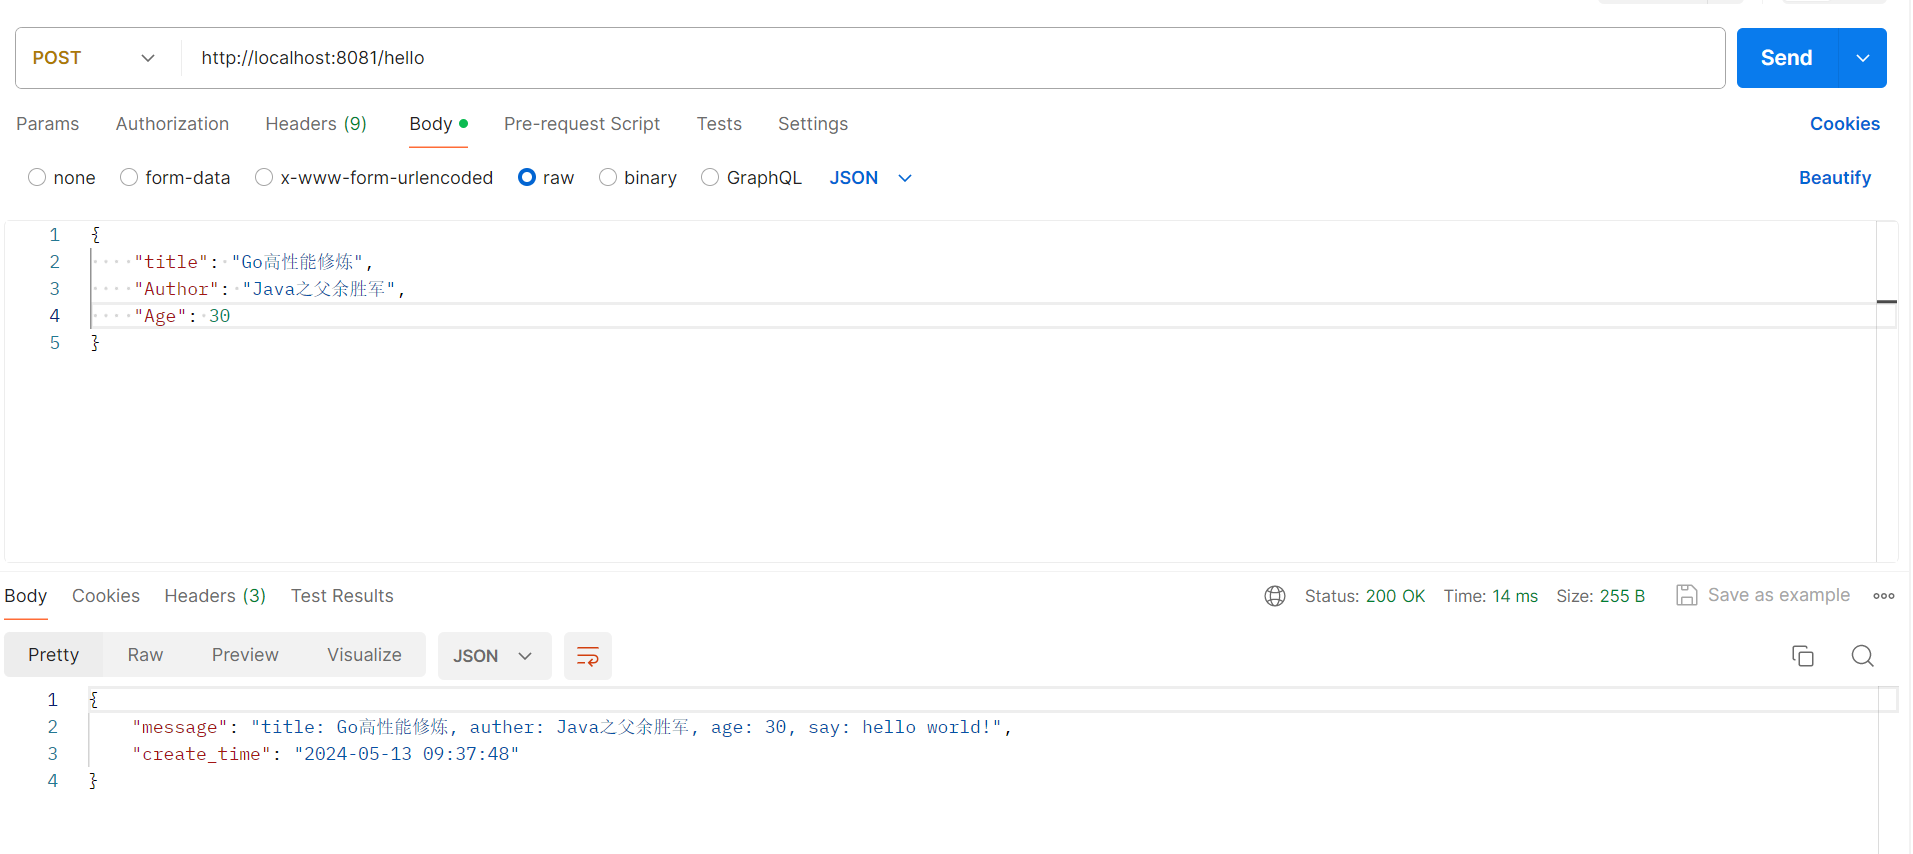 POST http://localhost:8081/hello Send
Params Authorization Headers (9) Body Pre-request Script Tests Settings Cookies
none form-data x-www-form-urlencoded raw binary GraphQL JSON Beautify
1 {
2 "title": "Go高性能修炼",
3 "Author": "Java之父余胜军",
4 "Age": 30
5 }
Body Cookies Headers (3) Test Results Status: 200 OK Time: 14 ms Size: 255 B Save as example
Pretty Raw Preview Visualize JSON
1 {
2 "message": "title: Go高性能修炼, auther: Java之父余胜军, age: 30, say: hello world!",
3 "create_time": "2024-05-13 09:37:48"
4 }